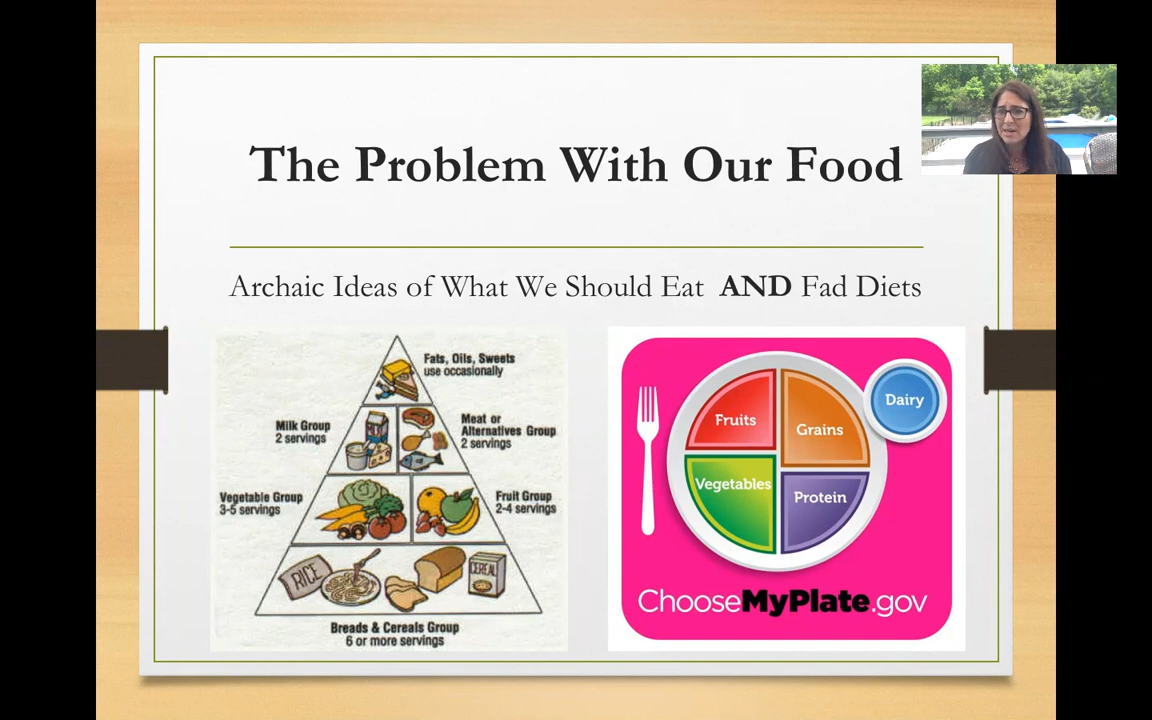 The Problem With Our Food
Archaic Ideas of What We Should Eat AND Fad Diets
Fats, Oils, Sweets
use occasionally
Milk Group
2 servings
Meat or
Alternatives Group
2 servings
Vegetable Group
3-5 servings
Fruit Group
2-4 servings
RICE
CEREAL
Breads & Cereals Group
6 or more servings
Fruits
Grains
Dairy
Vegetables
Protein
ChooseMyPlate.gov